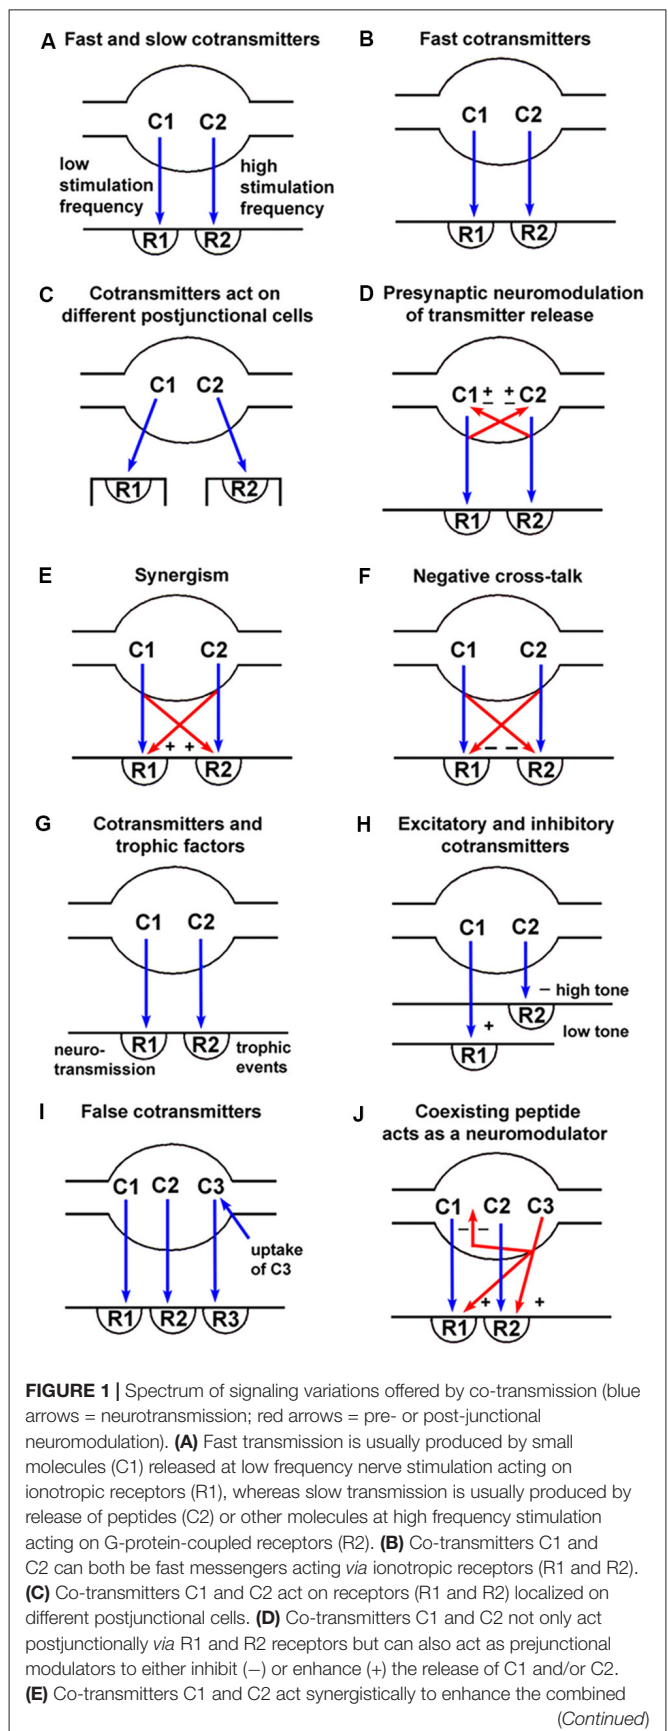 A Fast and slow cotransmitters
C1 C2
low
stimulation
frequency
high
stimulation
frequency
R1 R2
B Fast cotransmitters
C1 C2
R1 R2
C Cotransmitters act on
different postjunctional cells
C1 C2
R1 R2
D Presynaptic neuromodulation
of transmitter release
C1 ± ± C2
R1 R2
E Synergism
C1 C2
+ +
R1 R2
F Negative cross-talk
C1 C2
− −
R1 R2
G Cotransmitters and
trophic factors
C1 C2
neuro-
transmission
R1 R2
trophic
events
H Excitatory and inhibitory
cotransmitters
C1 C2
− high tone
R2
+ low tone
R1
I False cotransmitters
C1 C2 C3
uptake
of C3
R1 R2 R3
J Coexisting peptide
acts as a neuromodulator
C1 C2 C3
− −
+ +
R1 R2
FIGURE 1 | Spectrum of signaling variations offered by co-transmission (blue
arrows = neurotransmission; red arrows = pre- or post-junctional
neuromodulation). (A) Fast transmission is usually produced by small
molecules (C1) released at low frequency nerve stimulation acting on
ionotropic receptors (R1), whereas slow transmission is usually produced by
release of peptides (C2) or other molecules at high frequency stimulation
acting on G-protein-coupled receptors (R2). (B) Co-transmitters C1 and
C2 can both be fast messengers acting via ionotropic receptors (R1 and R2).
(C) Co-transmitters C1 and C2 act on receptors (R1 and R2) localized on
different postjunctional cells. (D) Co-transmitters C1 and C2 not only act
postjunctionally via R1 and R2 receptors but can also act as prejunctional
modulators to either inhibit (−) or enhance (+) the release of C1 and/or C2.
(E) Co-transmitters C1 and C2 act synergistically to enhance the combined
(Continued)